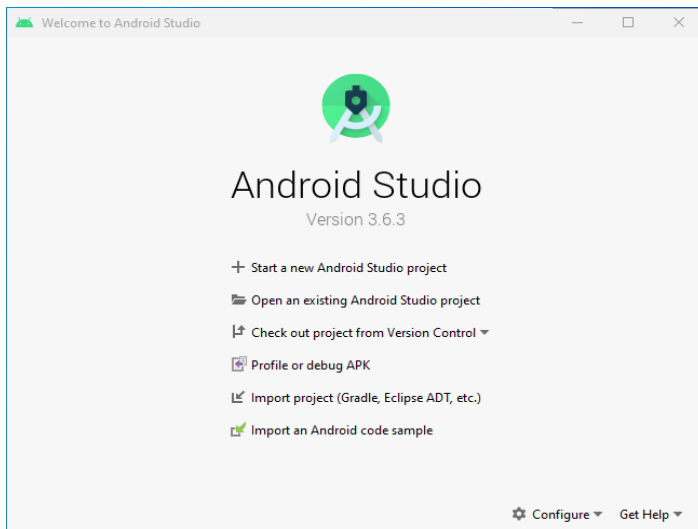 Welcome to Android Studio
Android Studio
Version 3.6.3
Start a new Android Studio project
Open an existing Android Studio project
Check out project from Version Control
Profile or debug APK
Import project (Gradle, Eclipse ADT, etc.)
Import an Android code sample
Configure Get Help